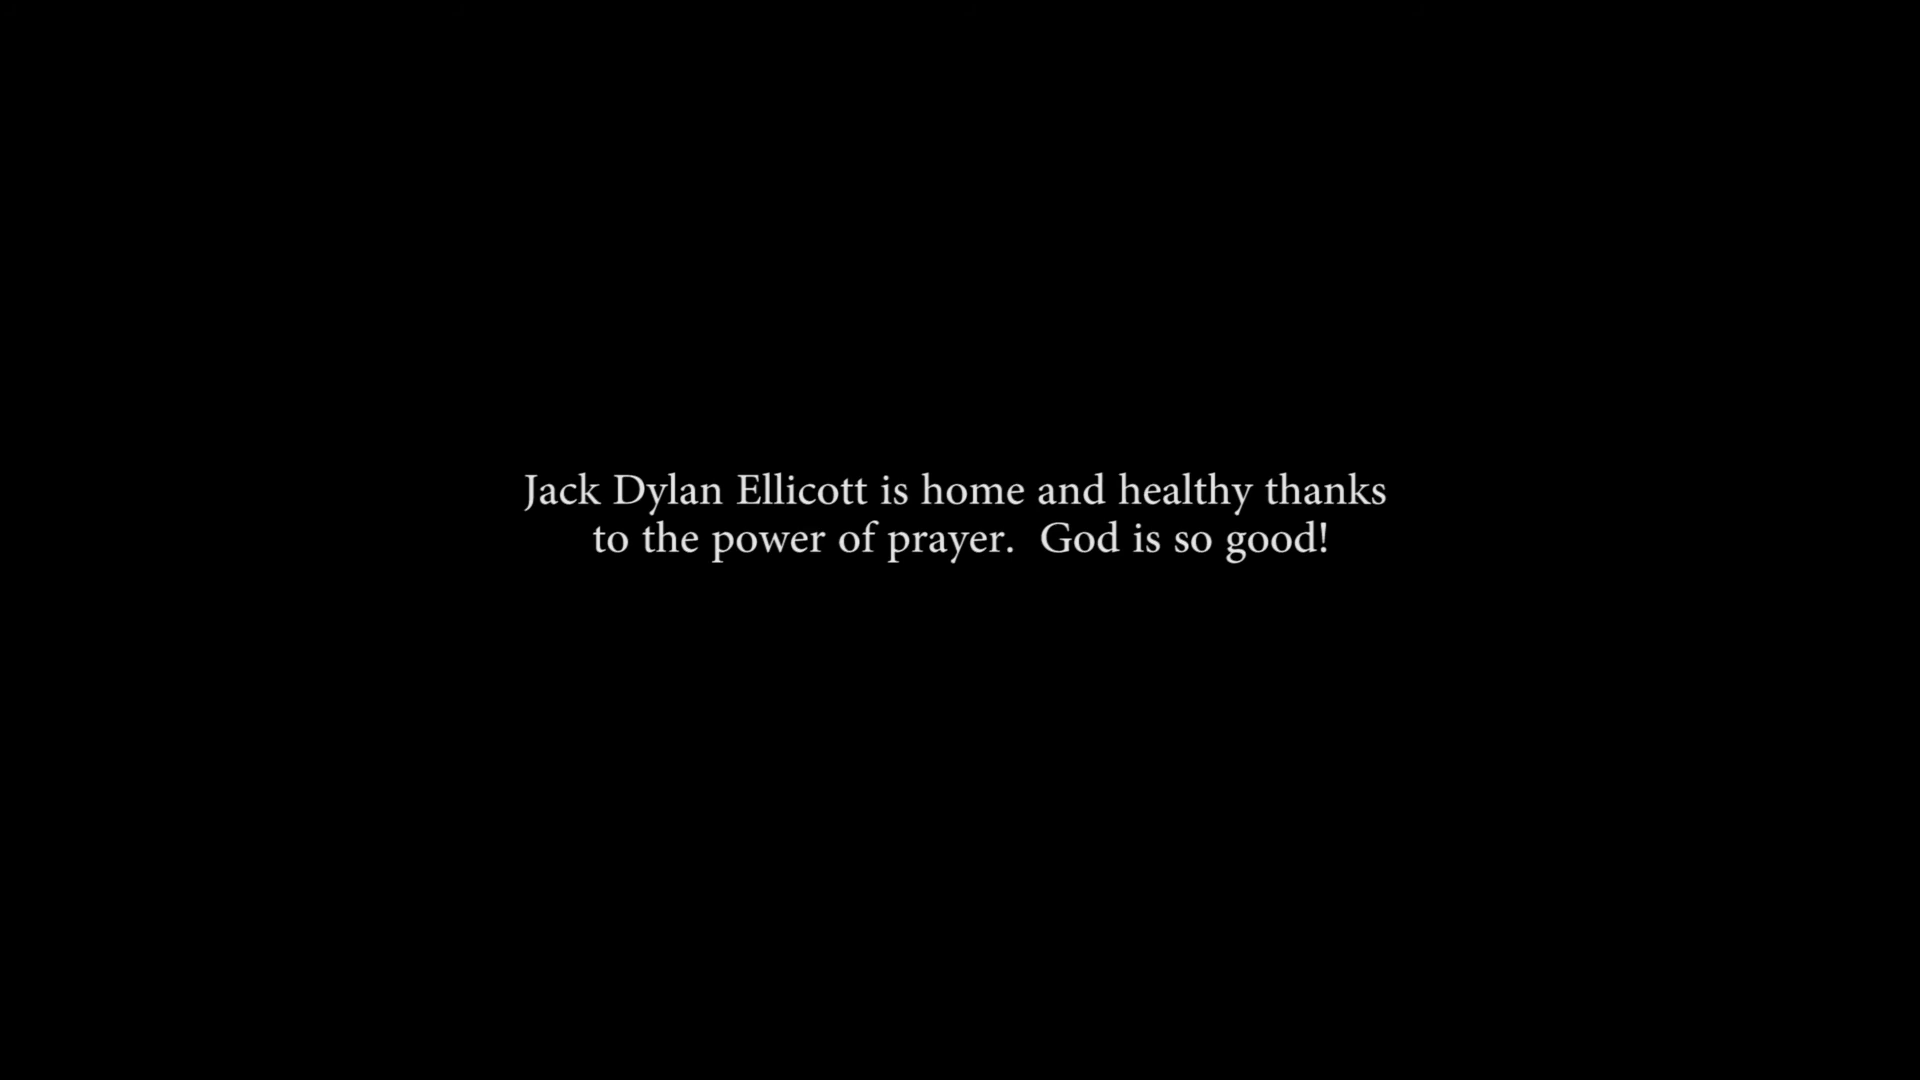 Jack Dylan Ellicott is home and healthy thanks
to the power of prayer.  God is so good!